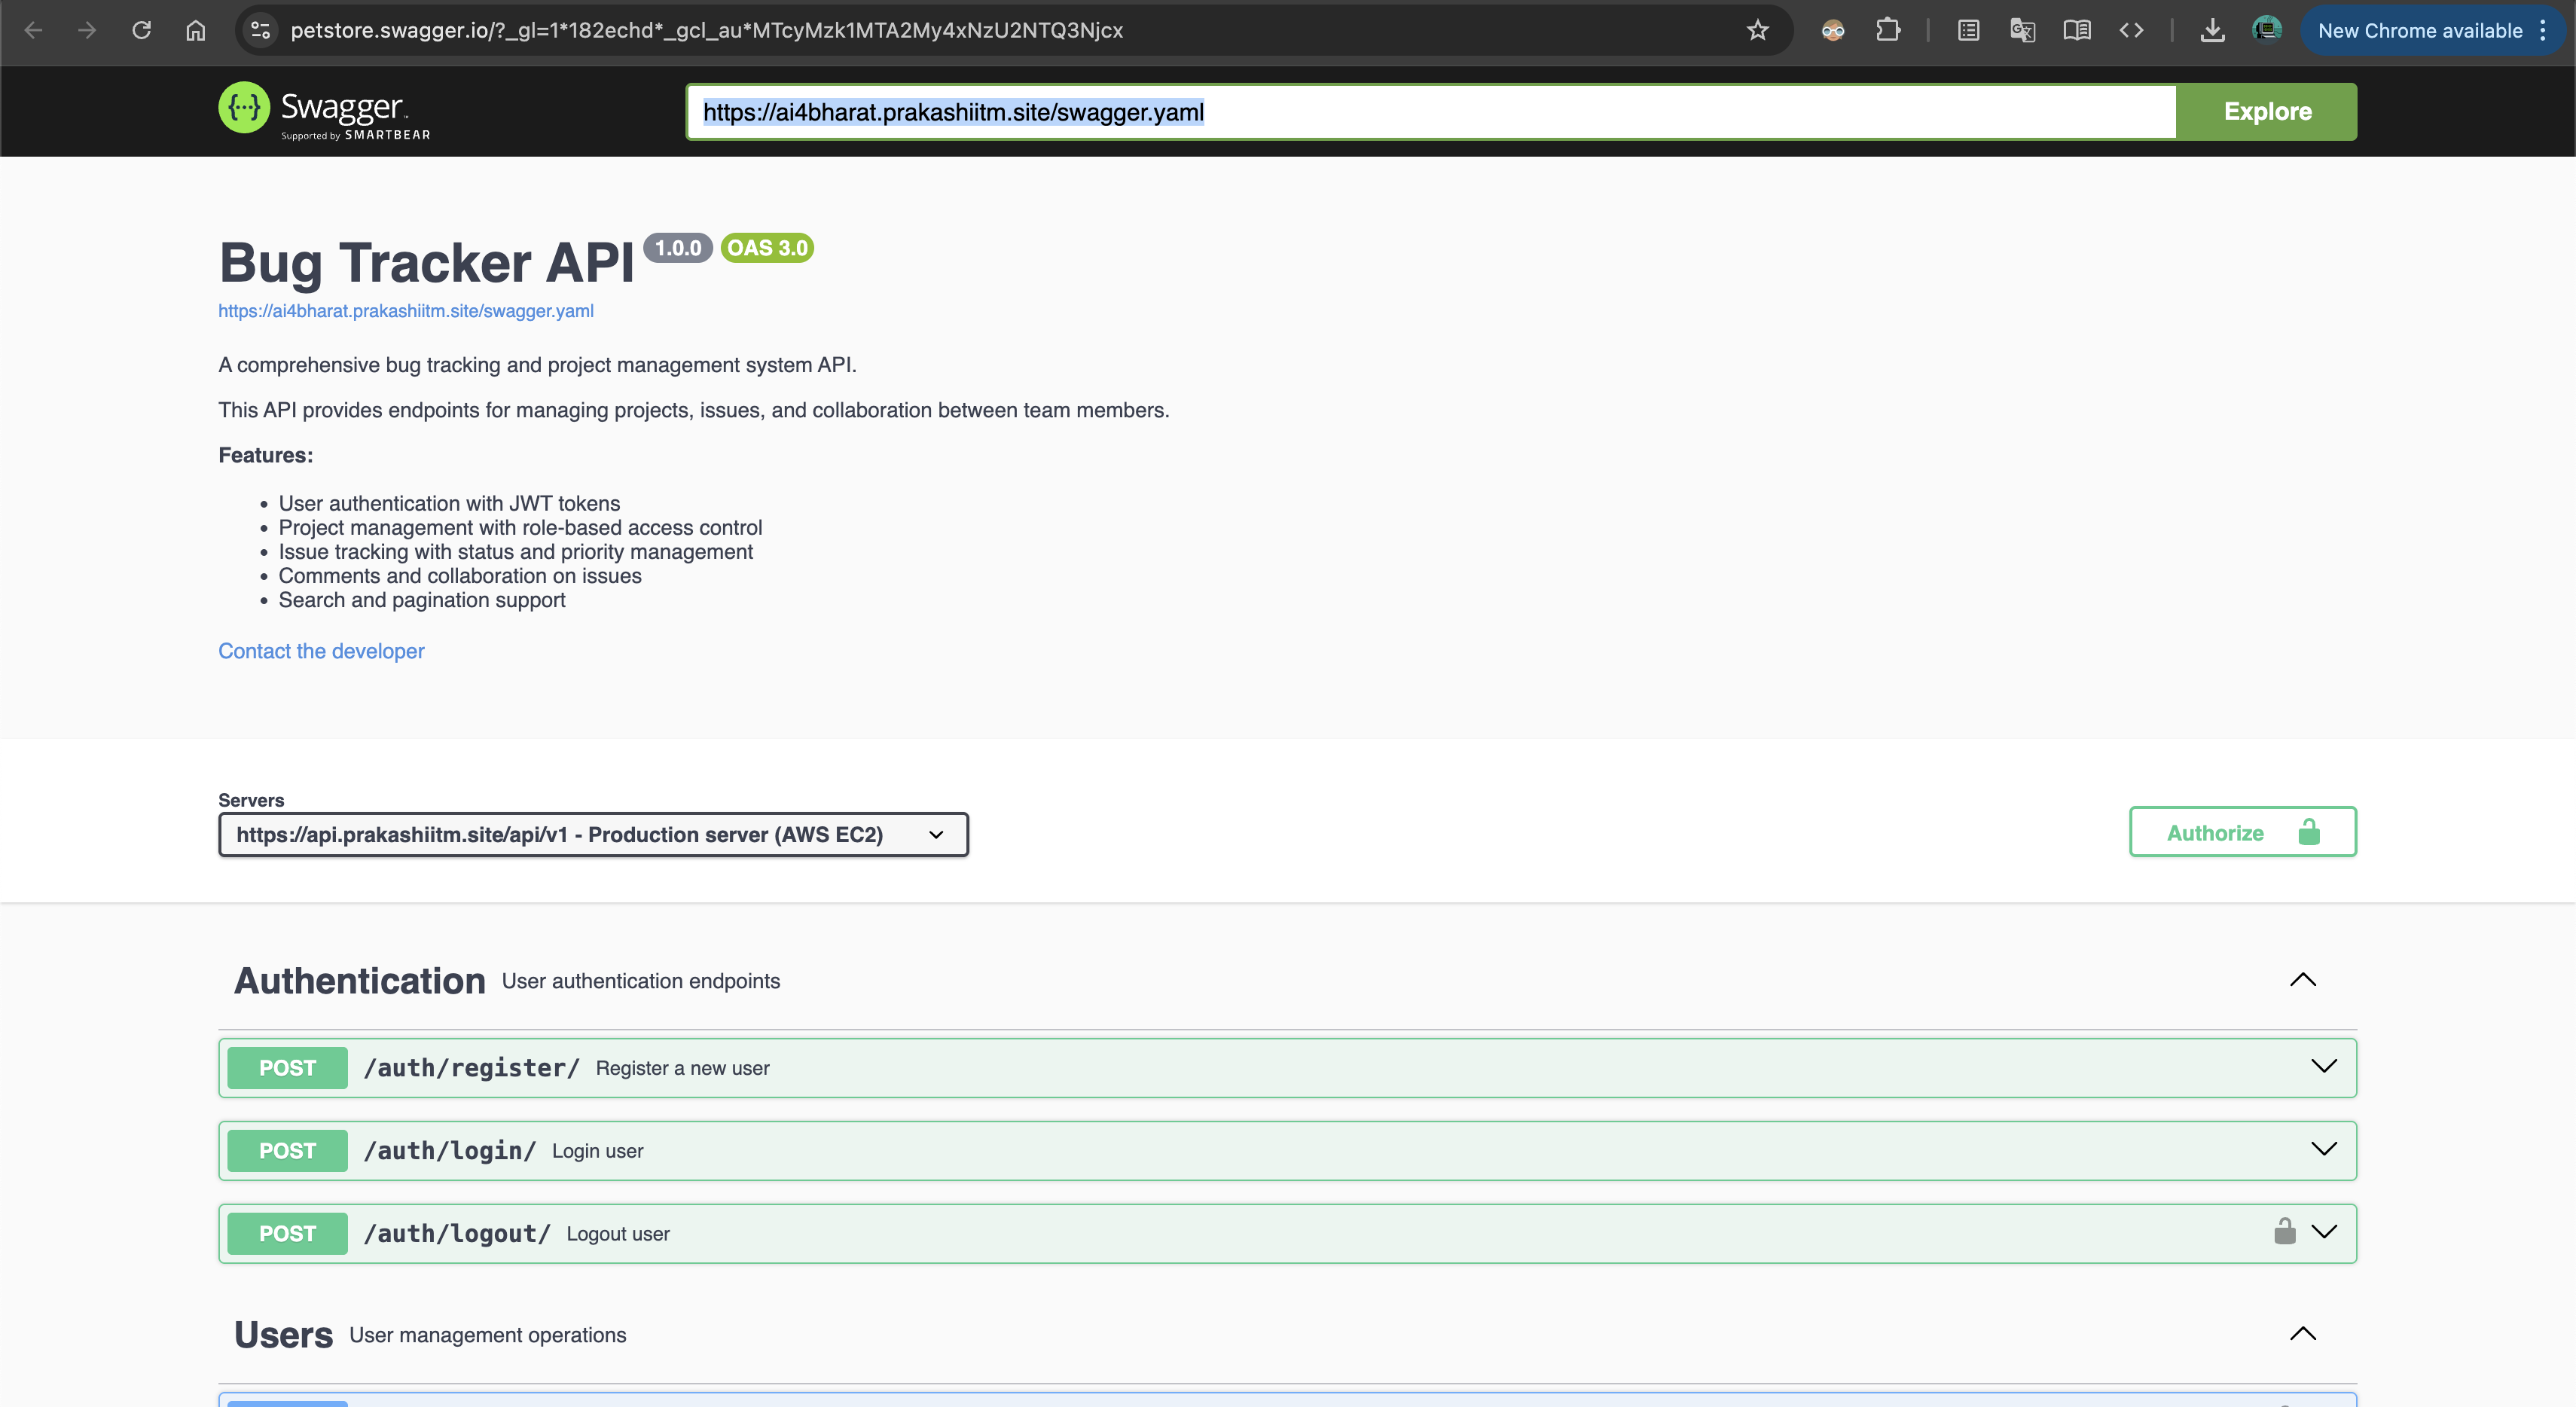 petstore.swagger.io/?_gl=1*182echd*_gcl_au*MTcyMzk1MTA2My4xNzU2NTQ3Njcx
New Chrome available
Swagger
Supported by SMARTBEAR
https://ai4bharat.prakashiitm.site/swagger.yaml
Explore
Bug Tracker API 1.0.0 OAS 3.0
https://ai4bharat.prakashiitm.site/swagger.yaml
A comprehensive bug tracking and project management system API.
This API provides endpoints for managing projects, issues, and collaboration between team members.
Features:
• User authentication with JWT tokens
• Project management with role-based access control
• Issue tracking with status and priority management
• Comments and collaboration on issues
• Search and pagination support
Contact the developer
Servers
https://api.prakashiitm.site/api/v1 - Production server (AWS EC2)
Authorize
Authentication User authentication endpoints
POST /auth/register/ Register a new user
POST /auth/login/ Login user
POST /auth/logout/ Logout user
Users User management operations